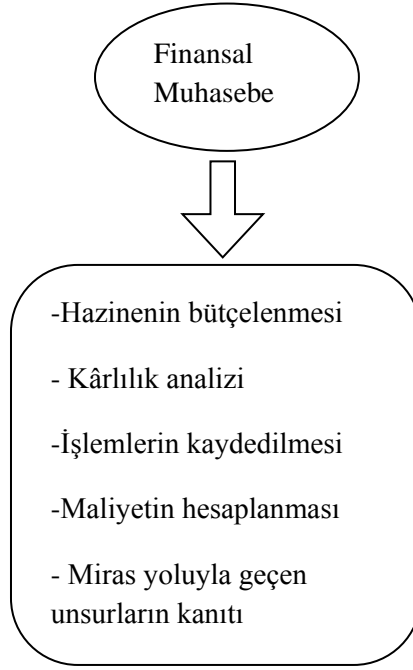 Finansal
Muhasebe
-Hazinenin bütçelenmesi
- Kârlılık analizi
-İşlemlerin kaydedilmesi
-Maliyetin hesaplanması
- Miras yoluyla geçen
unsurların kanıtı